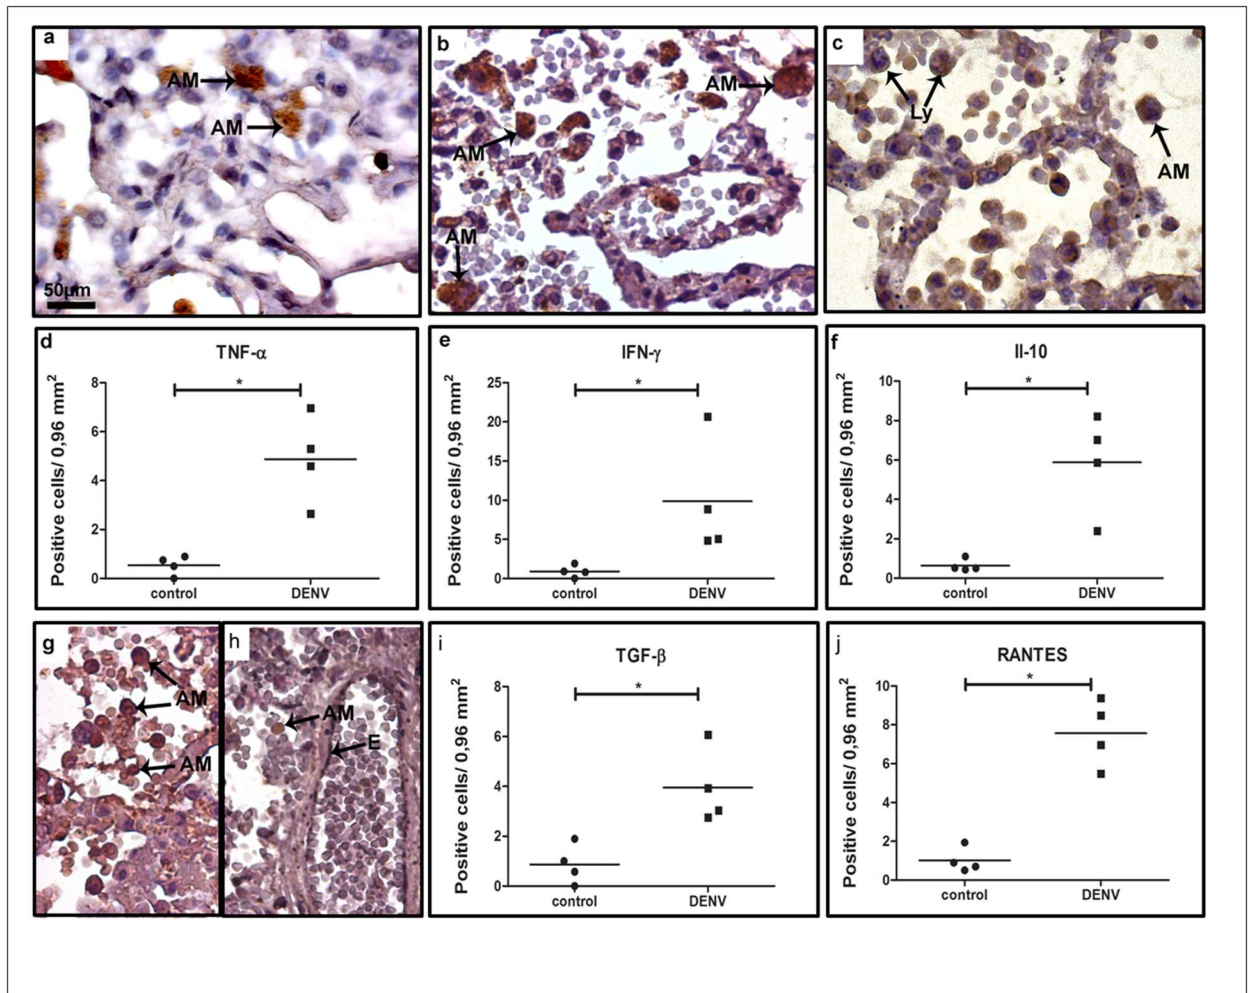 a
AM
AM
50µm
b
AM
AM
AM
c
Ly
AM
d
TNF-α
Positive cells/ 0,96 mm²
8
6
4
2
0
*
control DENV
e
IFN-γ
Positive cells/ 0,96 mm²
25
20
15
10
5
0
*
control DENV
f
Il-10
Positive cells/ 0,96 mm²
10
8
6
4
2
0
*
control DENV
g
AM
AM
h
AM
E
i
TGF-β
Positive cells/ 0,96 mm²
8
6
4
2
0
*
control DENV
j
RANTES
Positive cells/ 0,96 mm²
10
8
6
4
2
0
*
control DENV